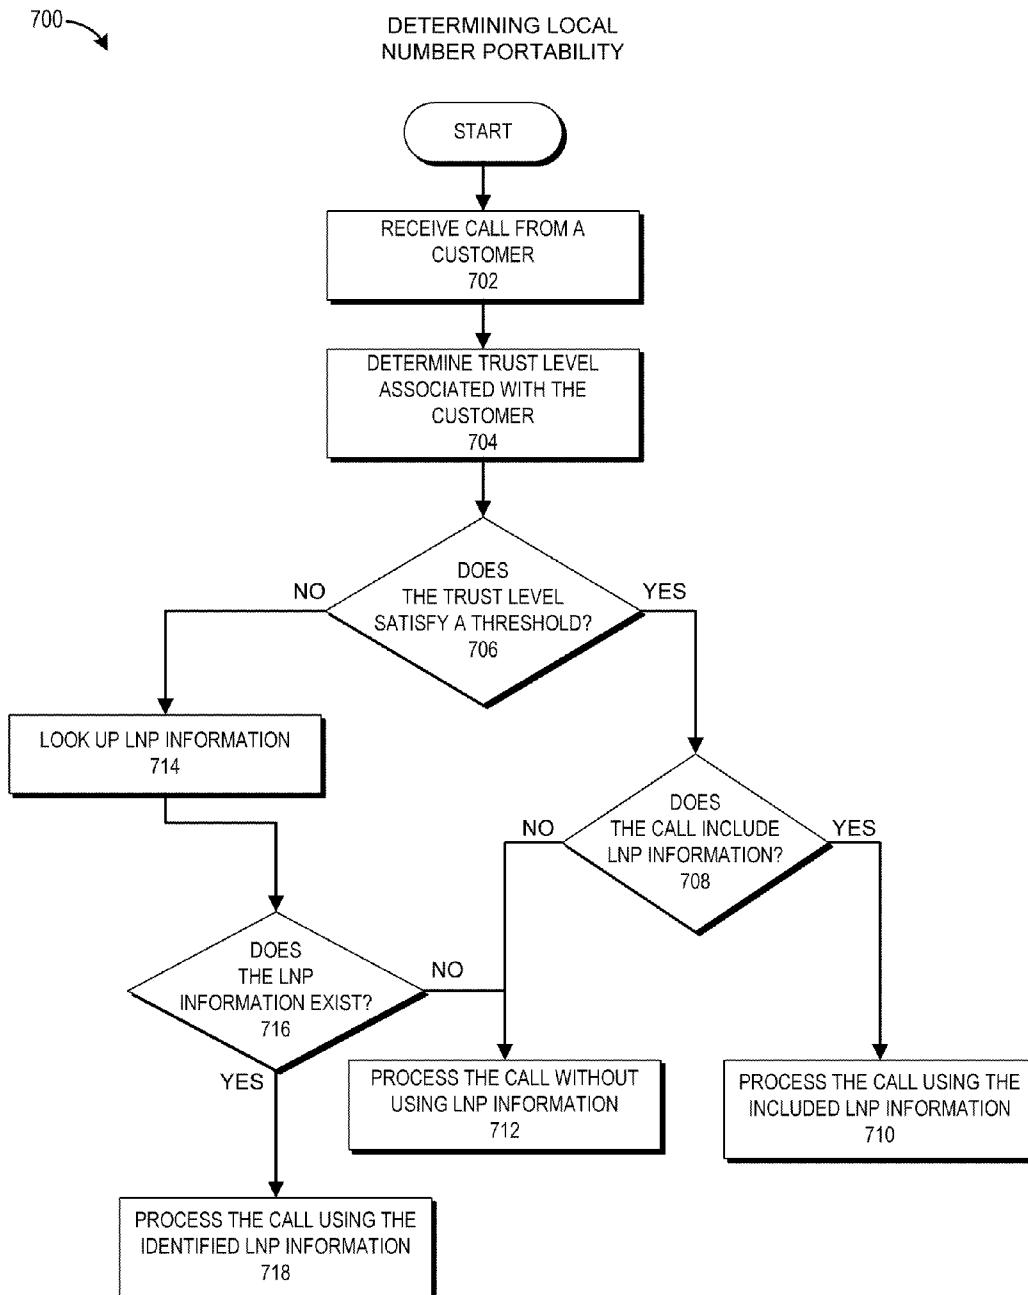 700
DETERMINING LOCAL
NUMBER PORTABILITY
START
RECEIVE CALL FROM A
CUSTOMER
702
DETERMINE TRUST LEVEL
ASSOCIATED WITH THE
CUSTOMER
704
DOES
THE TRUST LEVEL
SATISFY A THRESHOLD?
706
NO
YES
LOOK UP LNP INFORMATION
714
DOES
THE CALL INCLUDE
LNP INFORMATION?
708
NO
YES
DOES
THE LNP
INFORMATION EXIST?
716
NO
YES
PROCESS THE CALL WITHOUT
USING LNP INFORMATION
712
PROCESS THE CALL USING THE
INCLUDED LNP INFORMATION
710
PROCESS THE CALL USING THE
IDENTIFIED LNP INFORMATION
718